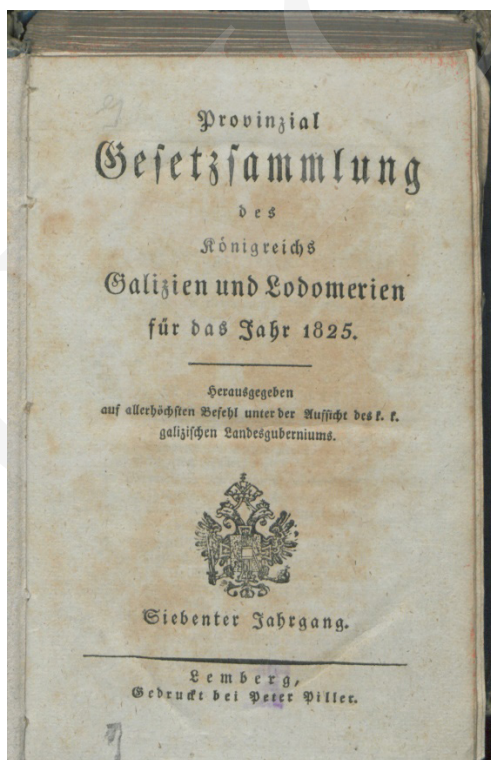 Provinzial
Gesetzsammlung
des
Königreichs
Galizien und Lodomerien
für das Jahr 1825.
Herausgegeben
auf allerhöchsten Befehl unter der Aufsicht des k. k.
galizischen Landesguberniums.
Siebenter Jahrgang.
Lemberg,
Gedruckt bei Peter Piller.